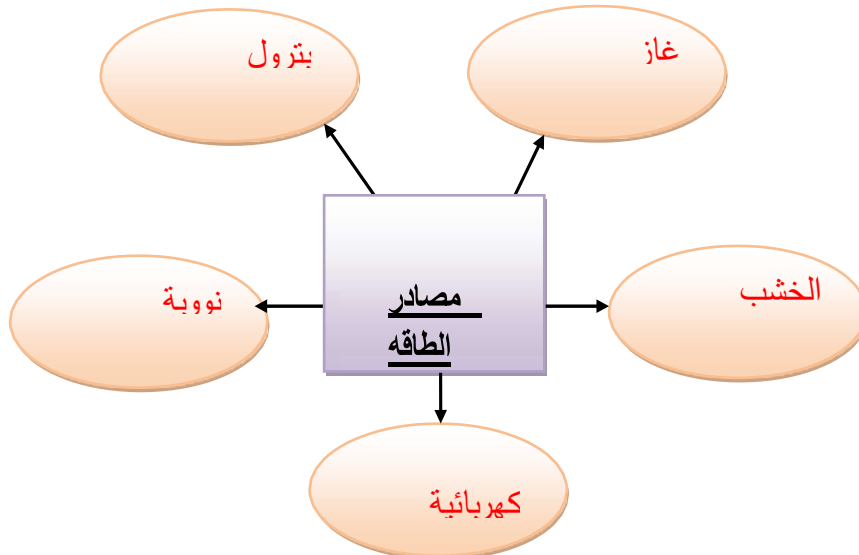 غاز
بترول
الخشب
مصادر
الطاقه
نووية
كهربائية